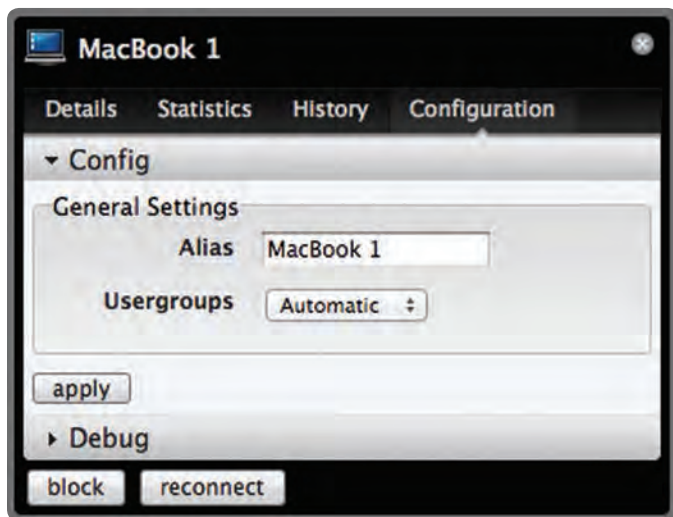 MacBook 1
Details Statistics History Configuration
Config
General Settings
Alias MacBook 1
Usergroups Automatic
apply
Debug
block reconnect